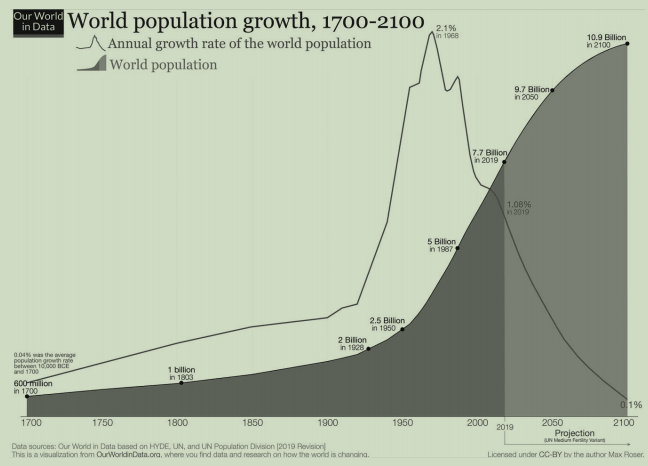 Our World
in Data
World population growth, 1700-2100
Annual growth rate of the world population
World population
2.1%
in 1968
10.9 Billion
in 2100
9.7 Billion
in 2050
7.7 Billion
in 2019
1.08%
in 2019
5 Billion
in 1987
2.5 Billion
in 1950
2 Billion
in 1928
1 billion
in 1803
0.04% was the average
population growth rate
between 10,000 BCE
and 1700
600 million
in 1700
0.1%
1700 1750 1800 1850 1900 1950 2000 2019 2050 2100
Projection
(UN Medium Fertility Variant)
Data sources: Our World in Data based on HYDE, UN, and UN Population Division [2019 Revision]
This is a visualization from OurWorldinData.org, where you find data and research on how the world is changing.
Licensed under CC-BY by the author Max Roser.